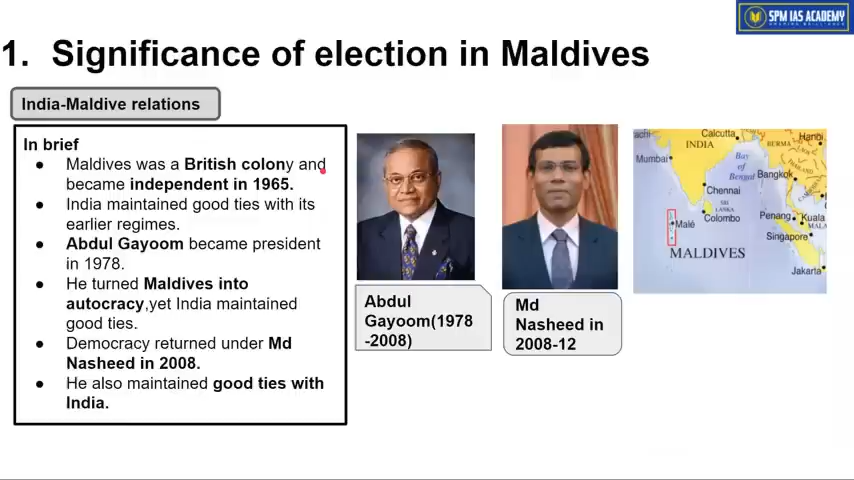 SPM IAS ACADEMY
1. Significance of election in Maldives
India-Maldive relations
In brief
● Maldives was a British colony and
became independent in 1965.
● India maintained good ties with its
earlier regimes.
● Abdul Gayoom became president
in 1978.
● He turned Maldives into
autocracy,yet India maintained
good ties.
● Democracy returned under Md
Nasheed in 2008.
● He also maintained good ties with
India.
Abdul
Gayoom(1978
-2008)
Md
Nasheed in
2008-12
Calcutta
Hanoi
INDIA
BURMA
Mumbai
Bay
of
Bengal
Bangkok
Chennai
SRI
LANKA
Colombo
Malé
Penang
Kuala
Singapore
MALDIVES
Jakarta